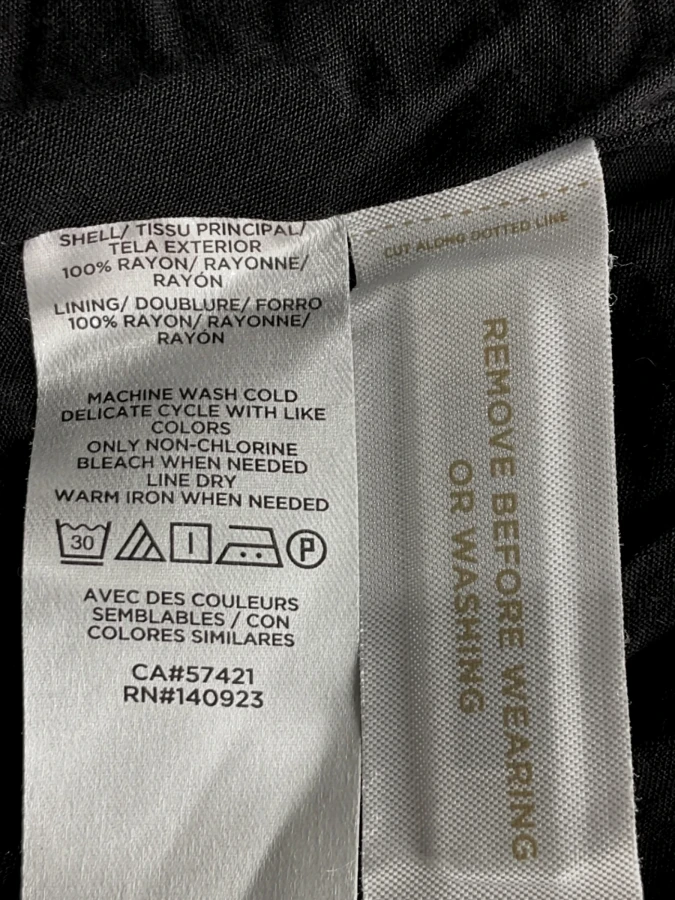 SHELL/ TISSU PRINCIPAL/
TELA EXTERIOR
100% RAYON/ RAYONNE/
RAYÓN
LINING/ DOUBLURE/ FORRO
100% RAYON/ RAYONNE/
RAYÓN
MACHINE WASH COLD
DELICATE CYCLE WITH LIKE
COLORS
ONLY NON-CHLORINE
BLEACH WHEN NEEDED
LINE DRY
WARM IRON WHEN NEEDED
30 P
AVEC DES COULEURS
SEMBLABLES / CON
COLORES SIMILARES
CA#57421
RN#140923
CUT ALONG DOTTED LINE
REMOVE BEFORE WEARING
OR WASHING